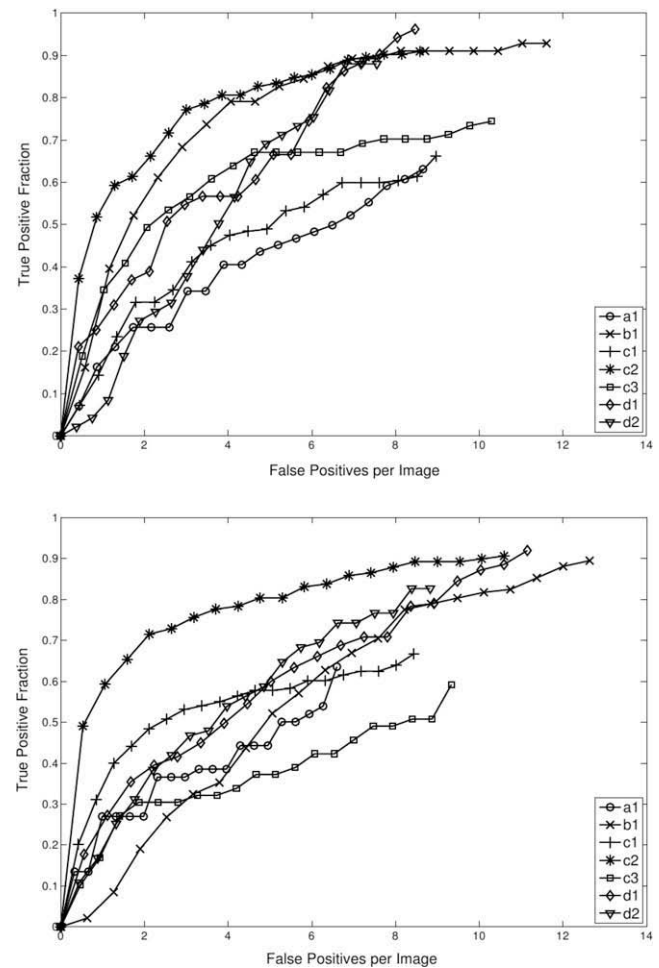 1
0.9
0.8
0.7
0.6
0.5
0.4
0.3
0.2
0.1
0
True Positive Fraction
0 2 4 6 8 10 12 14
False Positives per Image
a1
b1
c1
c2
c3
d1
d2
1
0.9
0.8
0.7
0.6
0.5
0.4
0.3
0.2
0.1
0
True Positive Fraction
0 2 4 6 8 10 12 14
False Positives per Image
a1
b1
c1
c2
c3
d1
d2